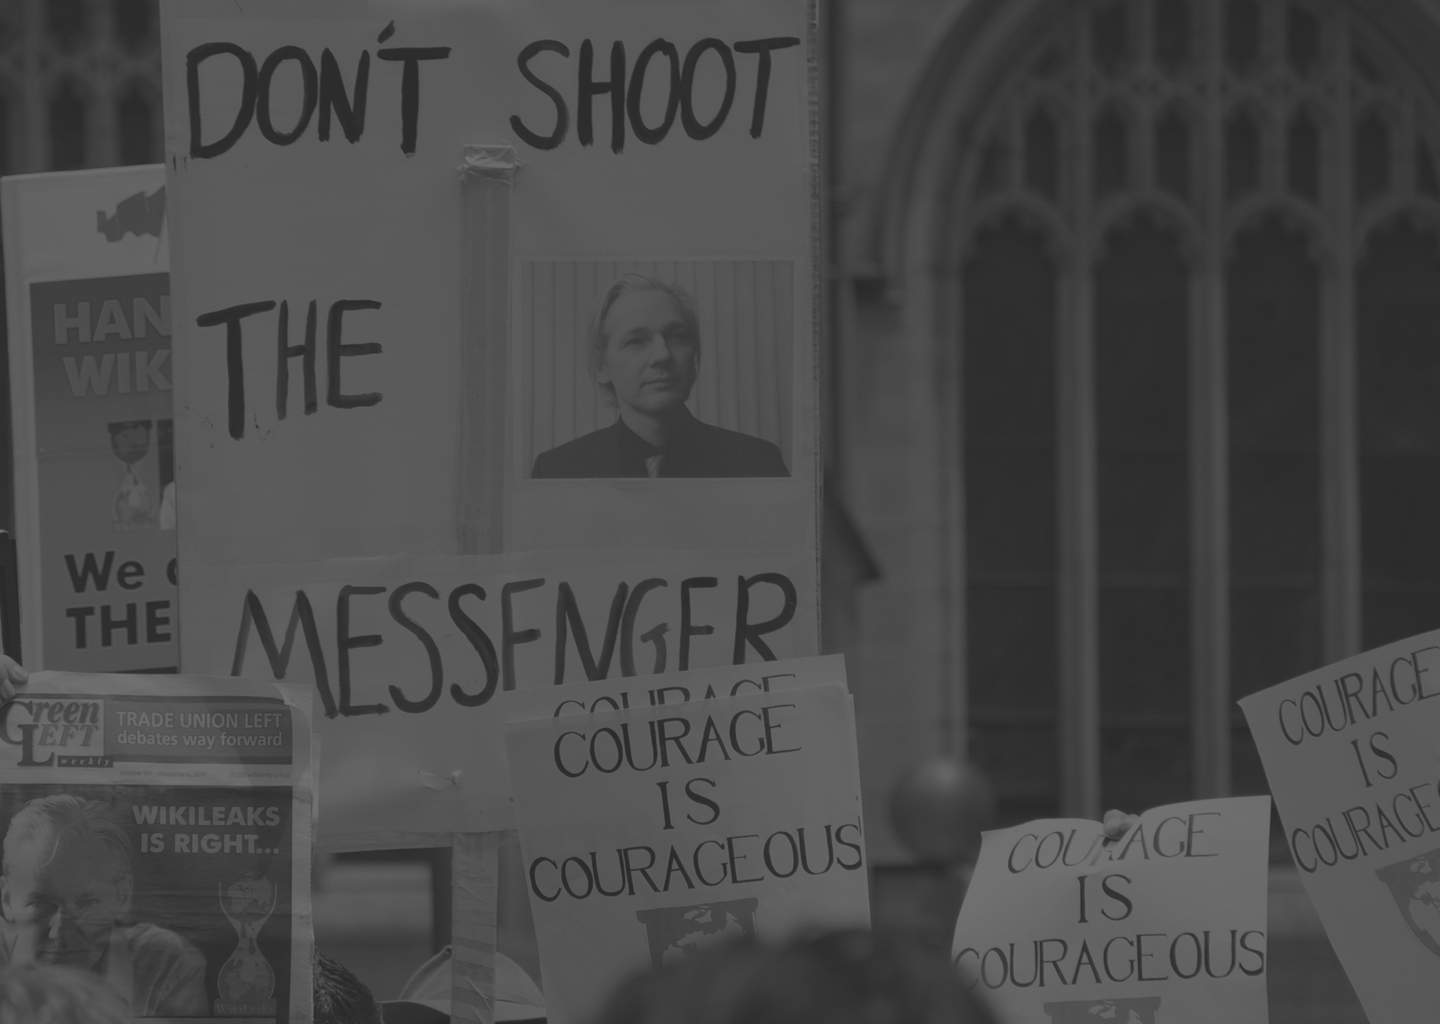 DON'T SHOOT
THE
MESSENGER
HAN
WIK
We
THE
Green
LEFT
weekly
TRADE UNION LEFT
debates way forward
WIKILEAKS
IS RIGHT...
COURAGE
COURAGE
IS
COURAGEOUS
COURAGE
IS
COURAGEOUS
COURAGE
IS
COURAGEO